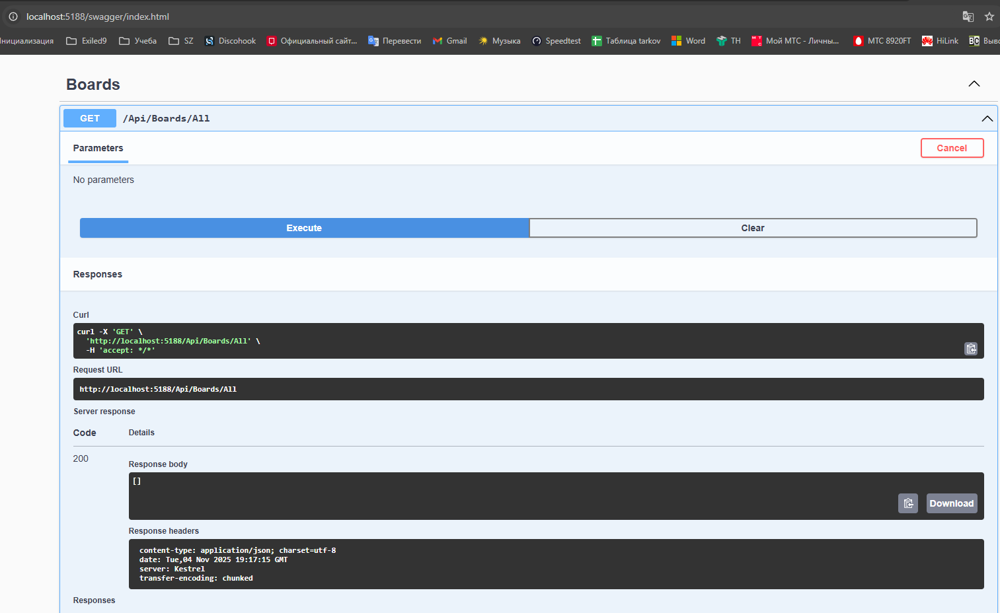 localhost:5188/swagger/index.html
Инициализация Exiled9 Учеба SZ Discohook Официальный сайт... Перевести Gmail Музыка Speedtest Таблица tarkov Word TH Мой МТС - Личны... МТС 8920FT HiLink
Boards
GET /Api/Boards/All
Parameters Cancel
No parameters
Execute Clear
Responses
Curl
curl -X 'GET' \
'http://localhost:5188/Api/Boards/All' \
-H 'accept: */*'
Request URL
http://localhost:5188/Api/Boards/All
Server response
Code Details
200
Response body
[]
Download
Response headers
content-type: application/json; charset=utf-8
date: Tue,04 Nov 2025 19:17:15 GMT
server: Kestrel
transfer-encoding: chunked
Responses